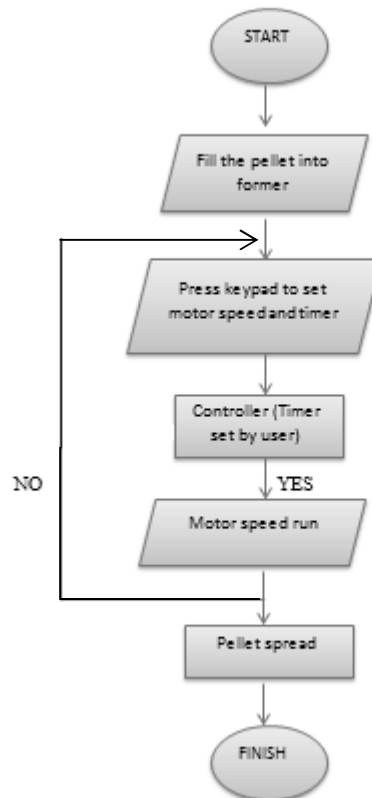 START
Fill the pellet into
former
Press keypad to set
motor speed and timer
Controller (Timer
set by user)
NO
YES
Motor speed run
Pellet spread
FINISH